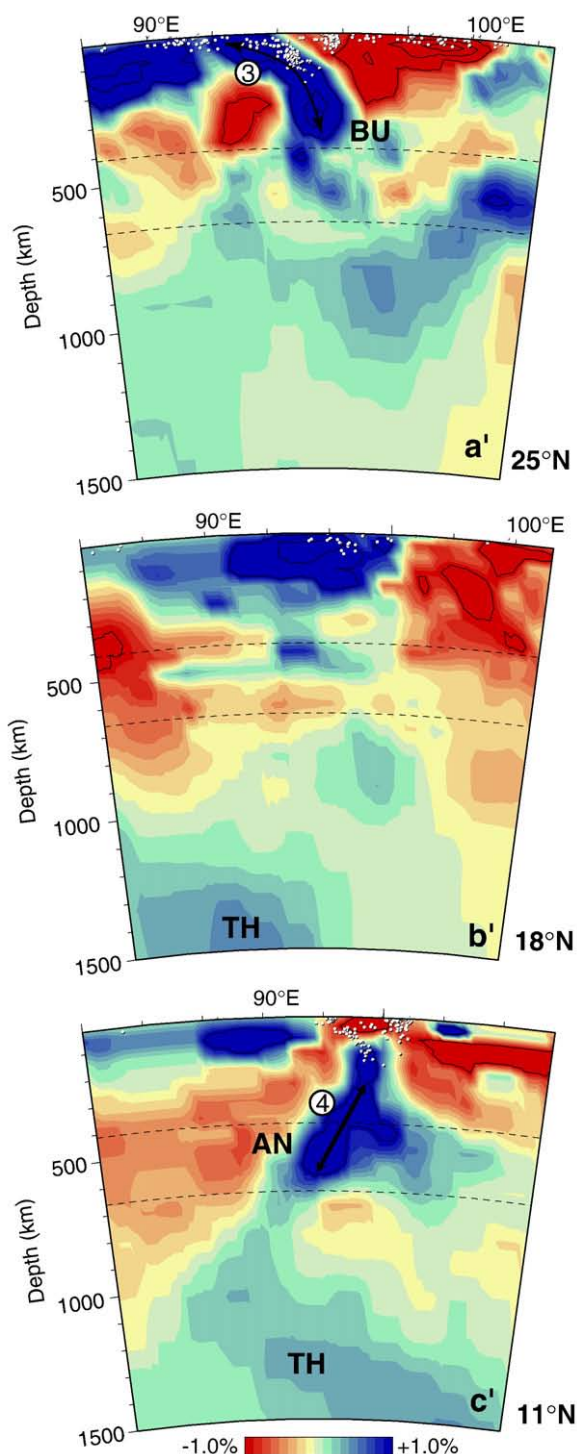 90°E 100°E
③
BU
500
Depth (km)
1000
a'
25°N
1500
90°E 100°E
500
Depth (km)
1000
TH
b'
18°N
1500
90°E
④
AN
500
Depth (km)
1000
TH
c'
11°N
1500
-1.0% +1.0%